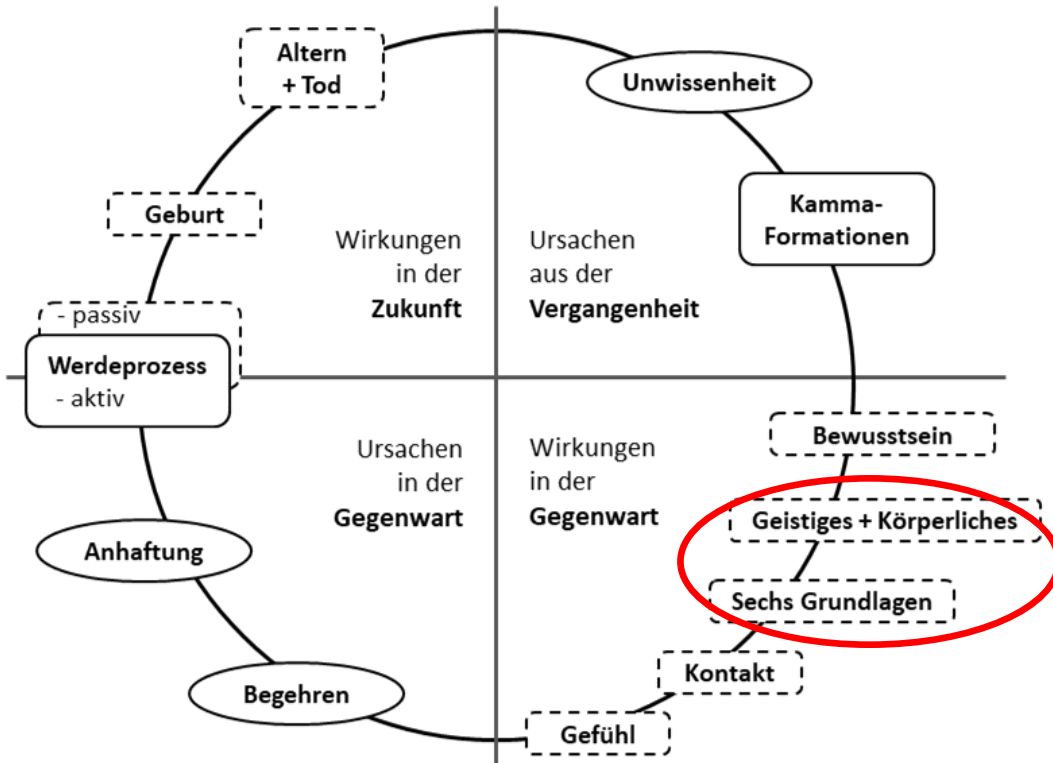 Altern
+ Tod
Unwissenheit
Geburt
Kamma-
Formationen
Wirkungen
in der
Zukunft
Ursachen
aus der
Vergangenheit
- passiv
Werdeprozess
- aktiv
Bewusstsein
Ursachen
in der
Gegenwart
Wirkungen
in der
Gegenwart
Geistiges + Körperliches
Anhaftung
Sechs Grundlagen
Kontakt
Begehren
Gefühl